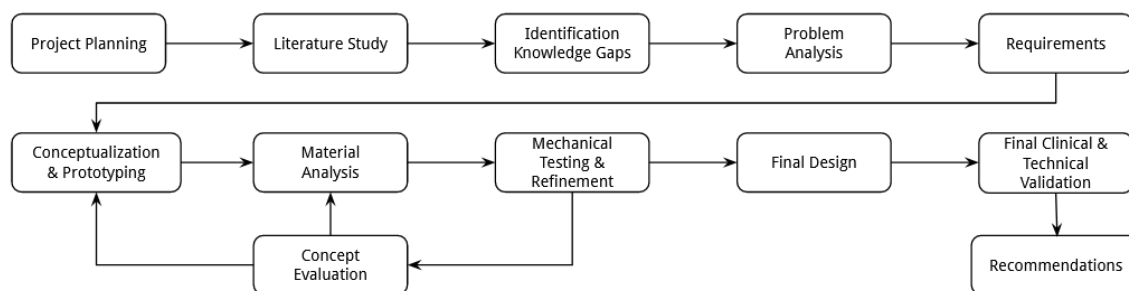 Project Planning
Literature Study
Identification
Knowledge Gaps
Problem
Analysis
Requirements
Conceptualization
& Prototyping
Material
Analysis
Mechanical
Testing &
Refinement
Final Design
Final Clinical &
Technical
Validation
Concept
Evaluation
Recommendations